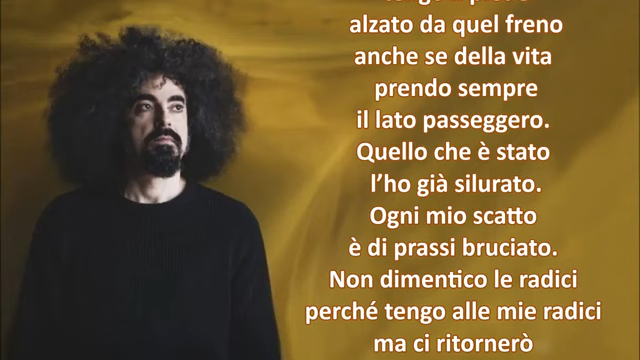 alzato da quel freno
anche se della vita
prendo sempre
il lato passeggero.
Quello che è stato
l’ho già silurato.
Ogni mio scatto
è di prassi bruciato.
Non dimentico le radici
perché tengo alle mie radici
ma ci ritornerò